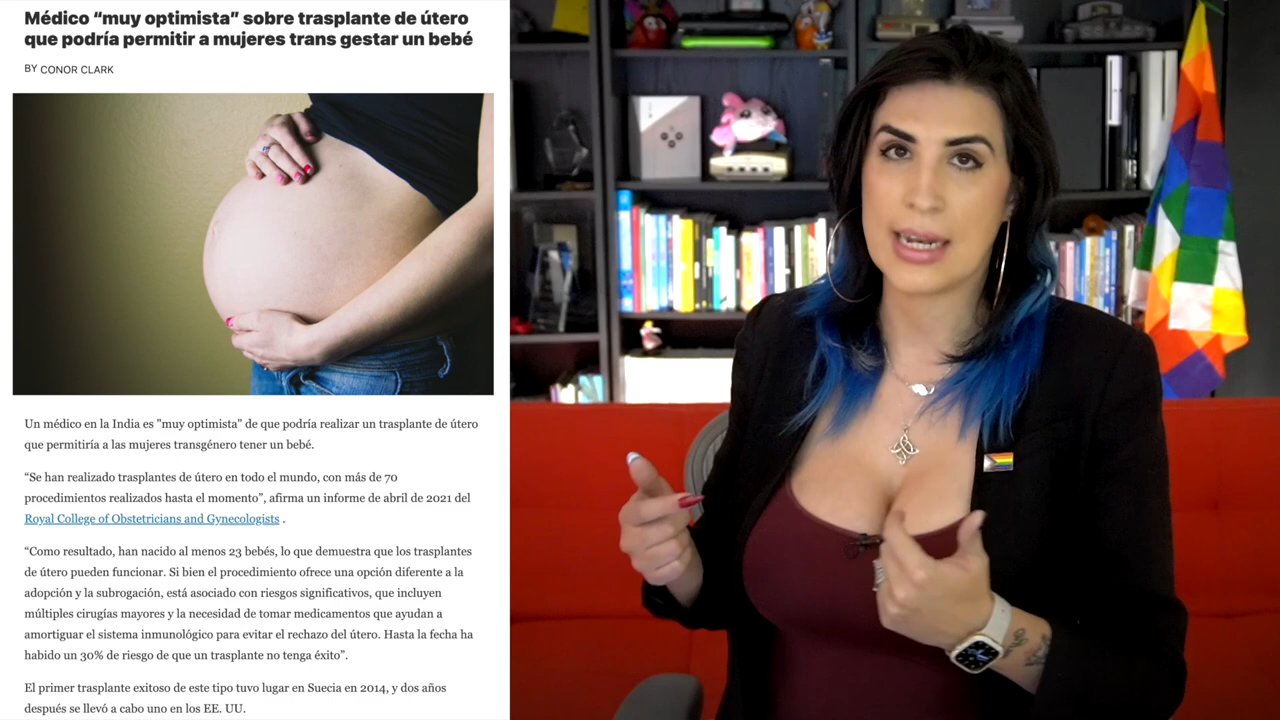 Médico “muy optimista” sobre trasplante de útero
que podría permitir a mujeres trans gestar un bebé
BY CONOR CLARK
Un médico en la India es "muy optimista" de que podría realizar un trasplante de útero
que permitiría a las mujeres transgénero tener un bebé.
“Se han realizado trasplantes de útero en todo el mundo, con más de 70
procedimientos realizados hasta el momento”, afirma un informe de abril de 2021 del
Royal College of Obstetricians and Gynecologists .
“Como resultado, han nacido al menos 23 bebés, lo que demuestra que los trasplantes
de útero pueden funcionar. Si bien el procedimiento ofrece una opción diferente a la
adopción y la subrogación, está asociado con riesgos significativos, que incluyen
múltiples cirugías mayores y la necesidad de tomar medicamentos que ayudan a
amortiguar el sistema inmunológico para evitar el rechazo del útero. Hasta la fecha ha
habido un 30% de riesgo de que un trasplante no tenga éxito”.
El primer trasplante exitoso de este tipo tuvo lugar en Suecia en 2014, y dos años
después se llevó a cabo uno en los EE. UU.